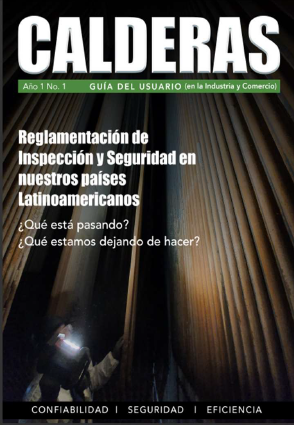 CALDERAS
Año 1 No. 1 GUÍA DEL USUARIO (en la Industria y Comercio)
Reglamentación de
Inspección y Seguridad en
nuestros países
Latinoamericanos
¿Qué está pasando?
¿Qué estamos dejando de hacer?
CONFIABILIDAD | SEGURIDAD | EFICIENCIA